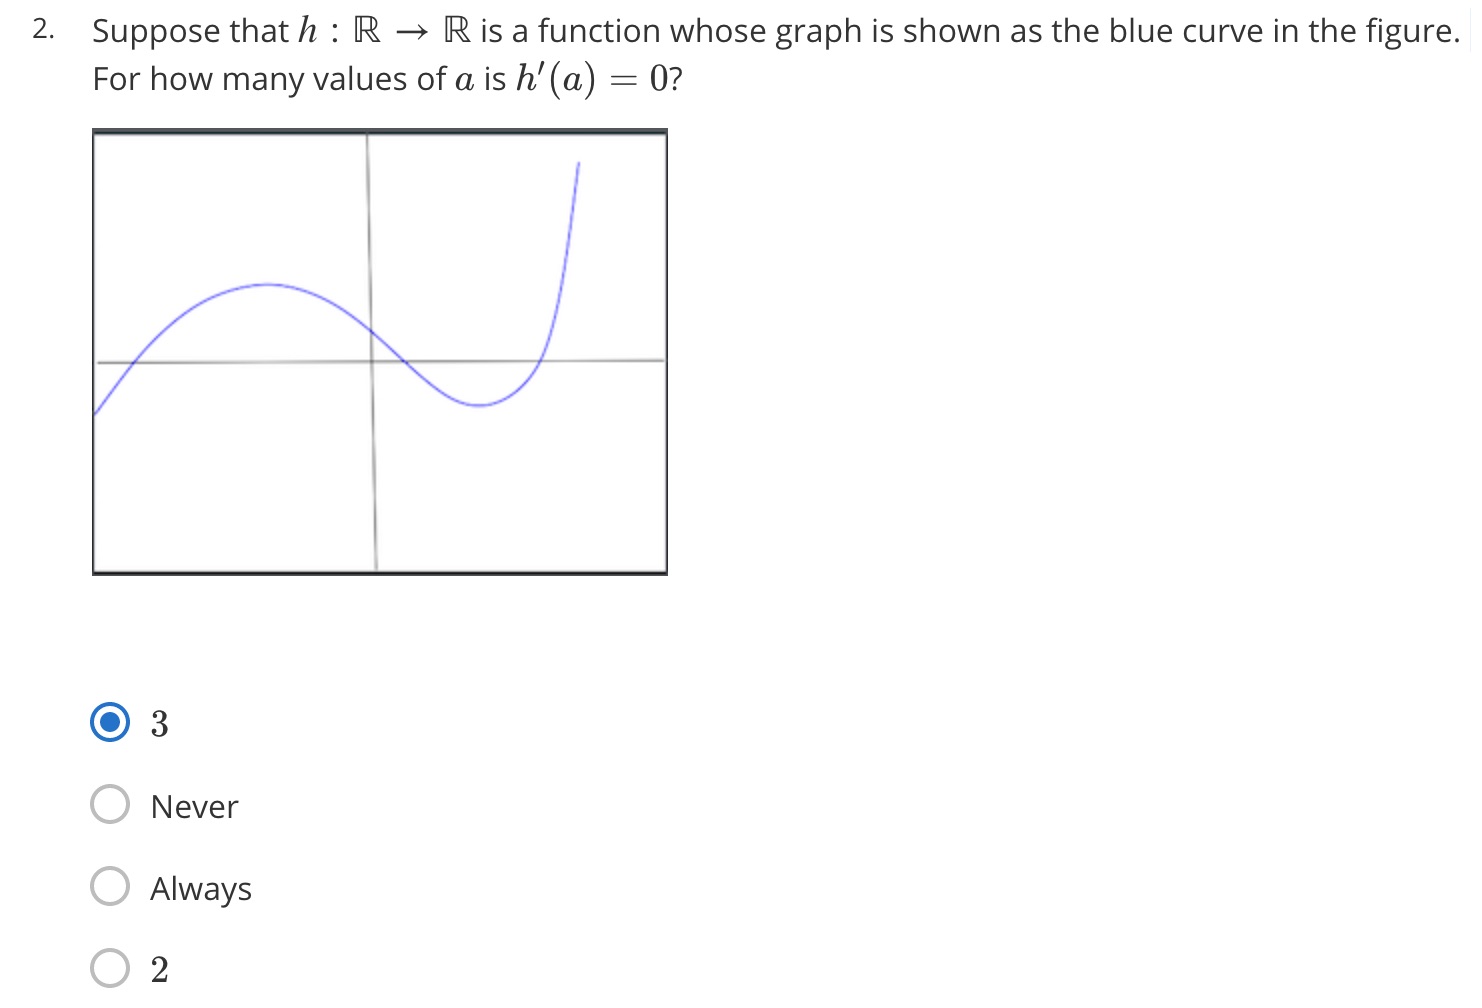 2. Suppose that h : ℝ → ℝ is a function whose graph is shown as the blue curve in the figure.
For how many values of a is h′(a) = 0?
3
Never
Always
2